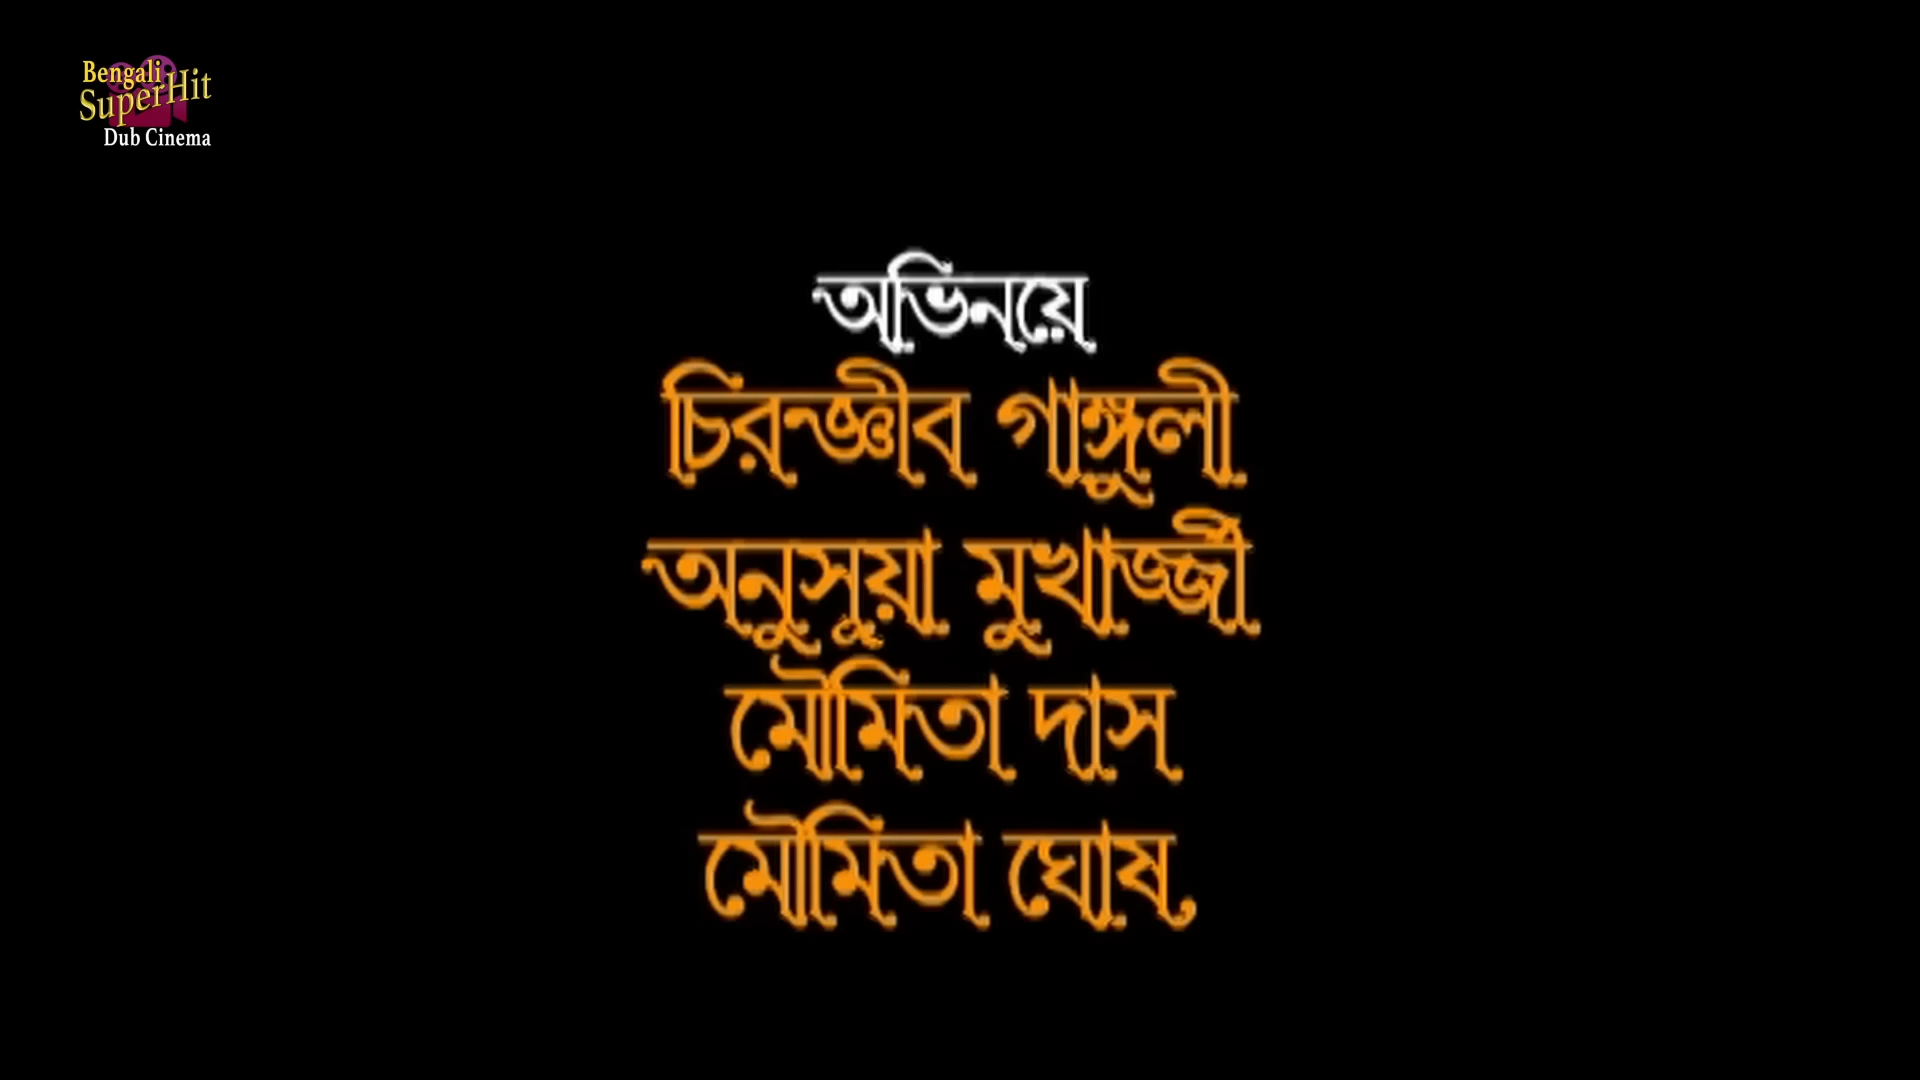 Bengali
SuperHit
Dub Cinema
অভিনয়ে
চিরঞ্জীব গাঙ্গুলী
অনুসূয়া মুখার্জ্জী
মৌমিতা দাস
মৌমিতা ঘোষ